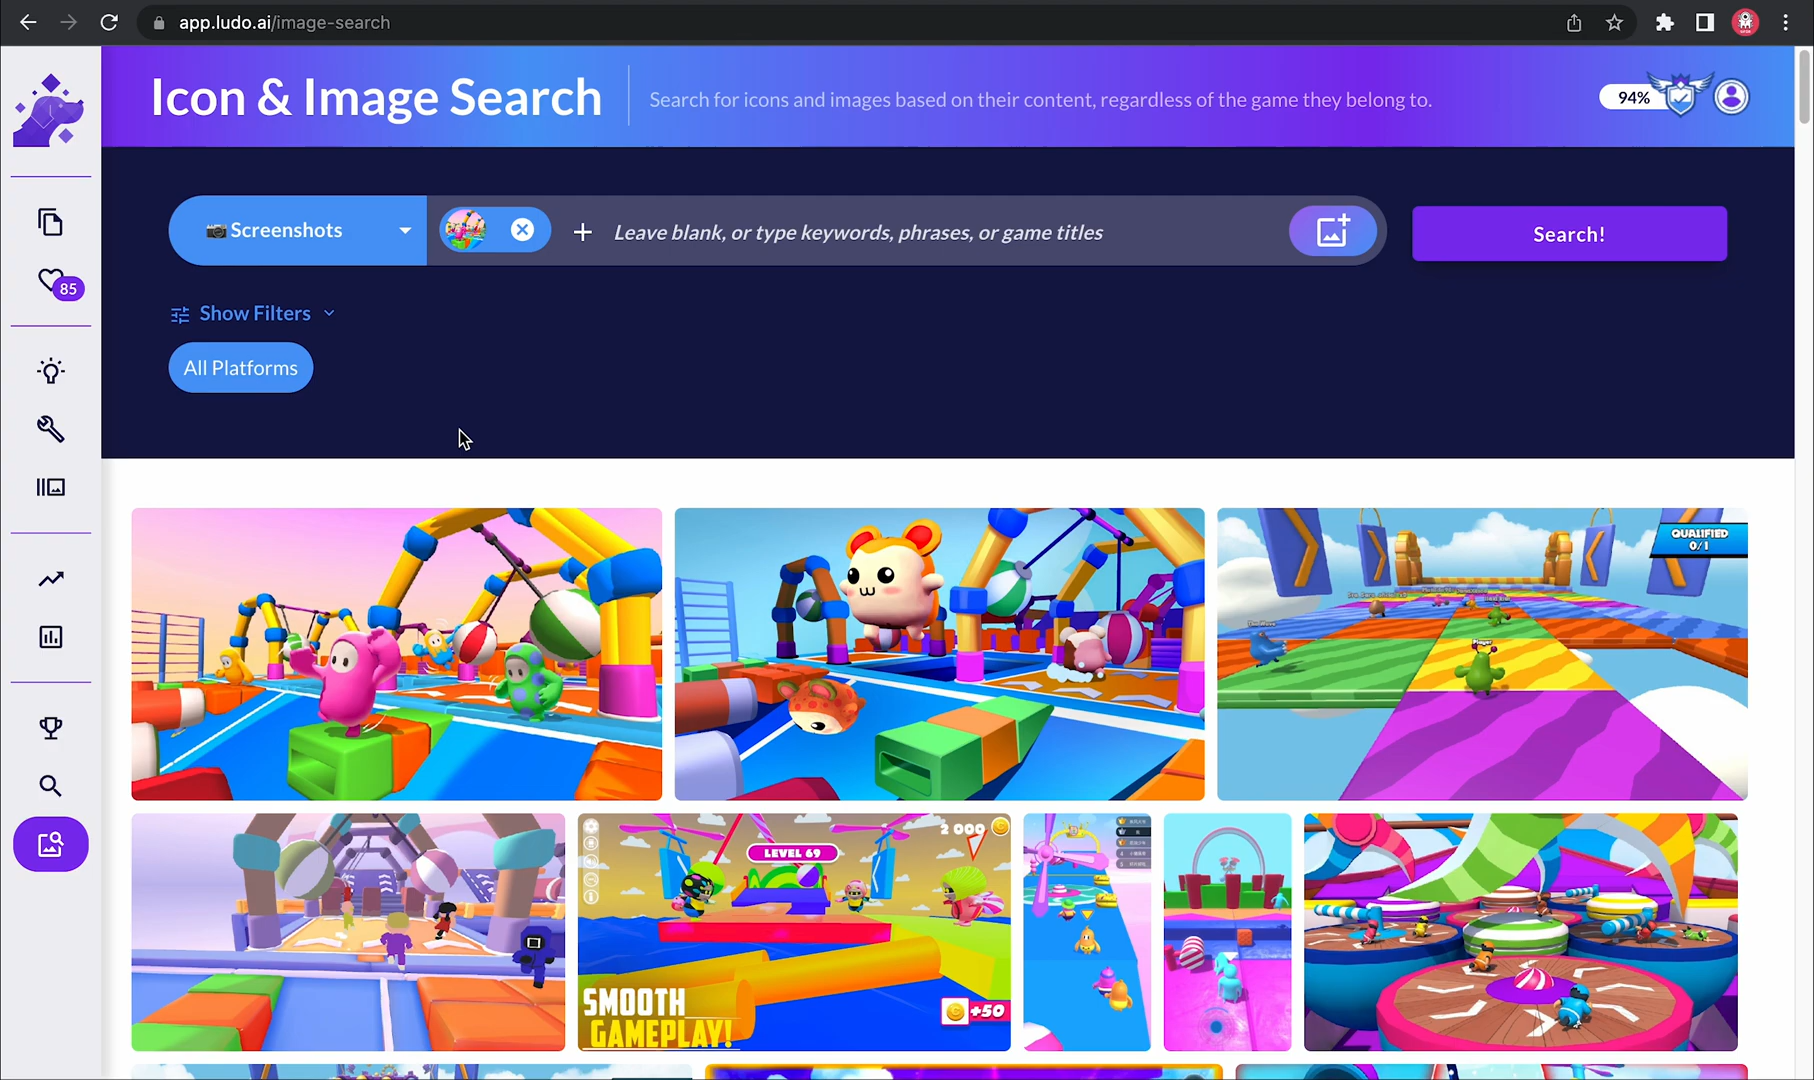 app.ludo.ai/image-search
Icon & Image Search
Search for icons and images based on their content, regardless of the game they belong to.
94%
Screenshots
Leave blank, or type keywords, phrases, or game titles
Search!
85
Show Filters
All Platforms
QUALIFIED
0/1
Player
2 000
LEVEL 69
SMOOTH
GAMEPLAY!
+50